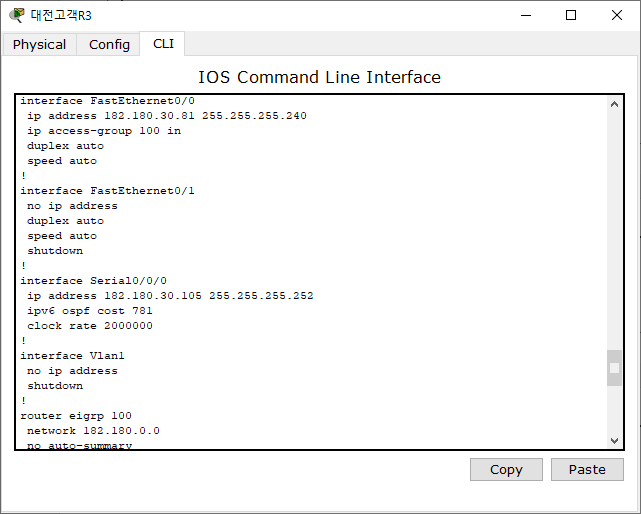 대전고객R3
Physical Config CLI
IOS Command Line Interface
interface FastEthernet0/0
ip address 182.180.30.81 255.255.255.240
ip access-group 100 in
duplex auto
speed auto
!
interface FastEthernet0/1
no ip address
duplex auto
speed auto
shutdown
!
interface Serial0/0/0
ip address 182.180.30.105 255.255.255.252
ipv6 ospf cost 781
clock rate 2000000
!
interface Vlan1
no ip address
shutdown
!
router eigrp 100
network 182.180.0.0
no auto-summary
Copy Paste